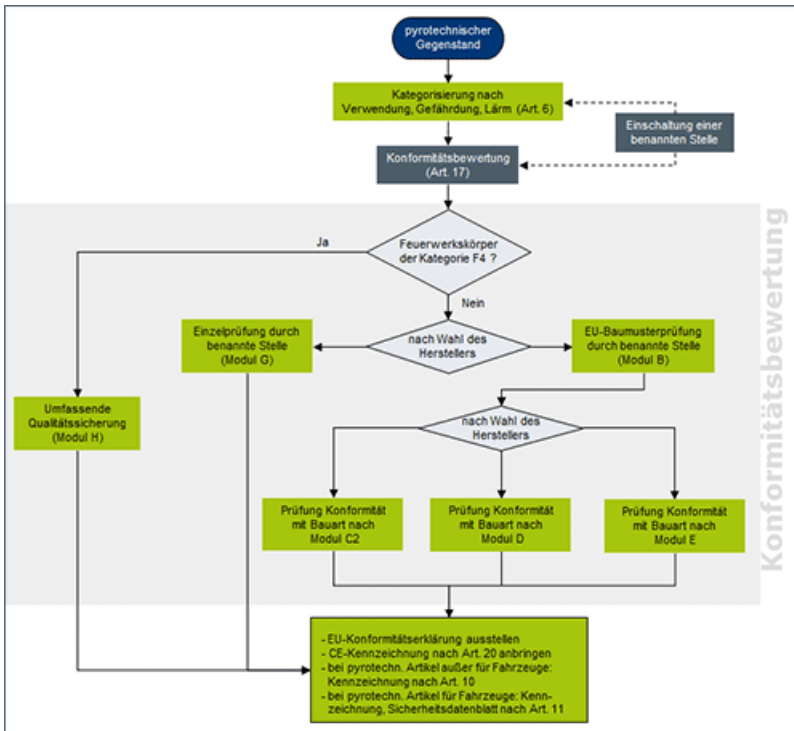 pyrotechnischer
Gegenstand
Kategorisierung nach
Verwendung, Gefährdung, Lärm (Art. 6)
Einschaltung einer
benannten Stelle
Konformitätsbewertung
(Art. 17)
Ja
Feuerwerkskörper
der Kategorie F4 ?
Nein
Einzelprüfung durch
benannte Stelle
(Modul G)
nach Wahl des
Herstellers
EU-Baumusterprüfung
durch benannte Stelle
(Modul B)
Umfassende
Qualitätssicherung
(Modul H)
nach Wahl des
Herstellers
Prüfung Konformität
mit Bauart nach
Modul C2
Prüfung Konformität
mit Bauart nach
Modul D
Prüfung Konformität
mit Bauart nach
Modul E
Konformitätsbewertung
- EU-Konformitätserklärung ausstellen
- CE-Kennzeichnung nach Art. 20 anbringen
- bei pyrotechn. Artikel außer für Fahrzeuge:
Kennzeichnung nach Art. 10
- bei pyrotechn. Artikel für Fahrzeuge: Kenn-
zeichnung, Sicherheitsdatenblatt nach Art. 11